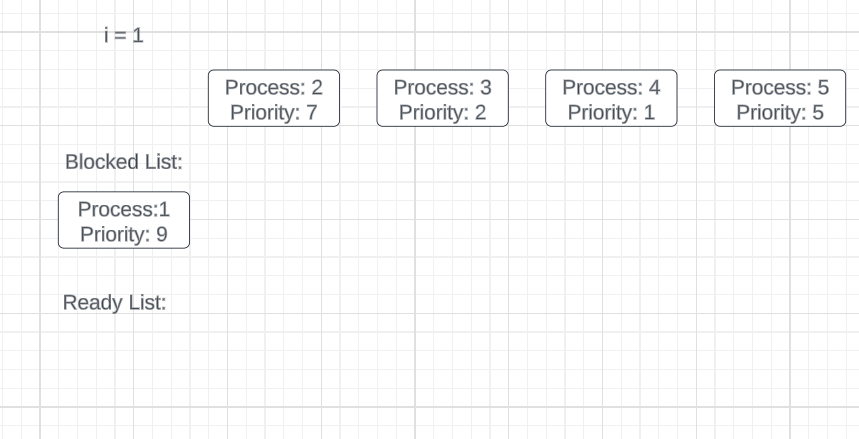 i = 1
Process: 2
Priority: 7
Process: 3
Priority: 2
Process: 4
Priority: 1
Process: 5
Priority: 5
Blocked List:
Process:1
Priority: 9
Ready List: